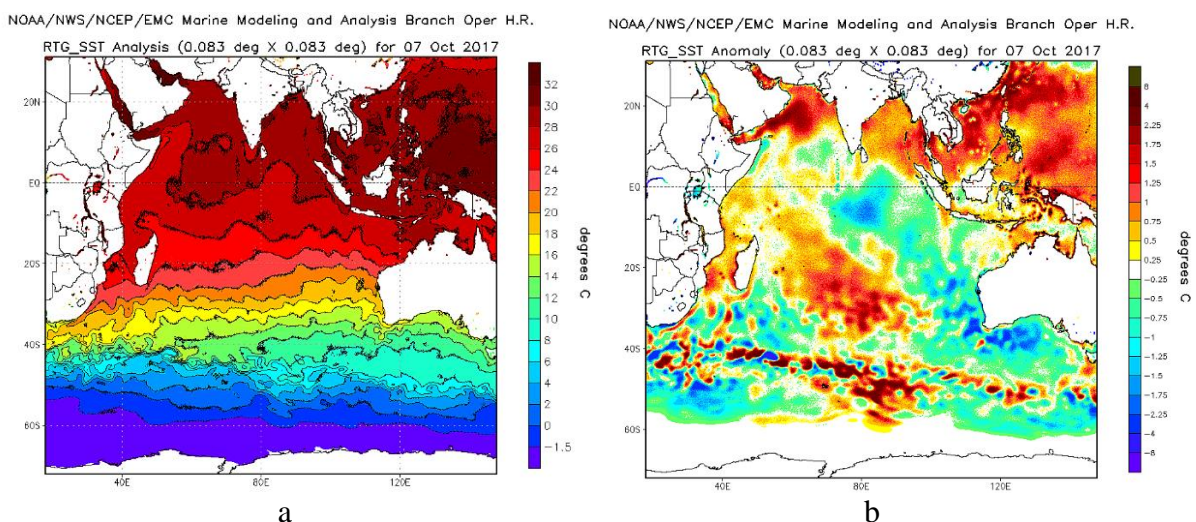 NOAA/NWS/NCEP/EMC Marine Modeling and Analysis Branch Oper H.R.
RTG_SST Analysis (0.083 deg X 0.083 deg) for 07 Oct 2017
32
30
28
26
24
22
20
18
16
14
12
10
8
6
4
2
0
-1.5
degrees C
20N
EQ
20S
40S
60S
40E
80E
120E
a
NOAA/NWS/NCEP/EMC Marine Modeling and Analysis Branch Oper H.R.
RTG_SST Anomaly (0.083 deg X 0.083 deg) for 07 Oct 2017
8
4
2.75
2.25
1.75
1.5
1.25
1
0.75
0.5
0.25
-0.25
-0.5
-0.75
-1
-1.25
-1.5
-1.75
-2.25
-2.75
-4
-8
degrees C
20N
EQ
20S
40S
60S
40E
80E
120E
b